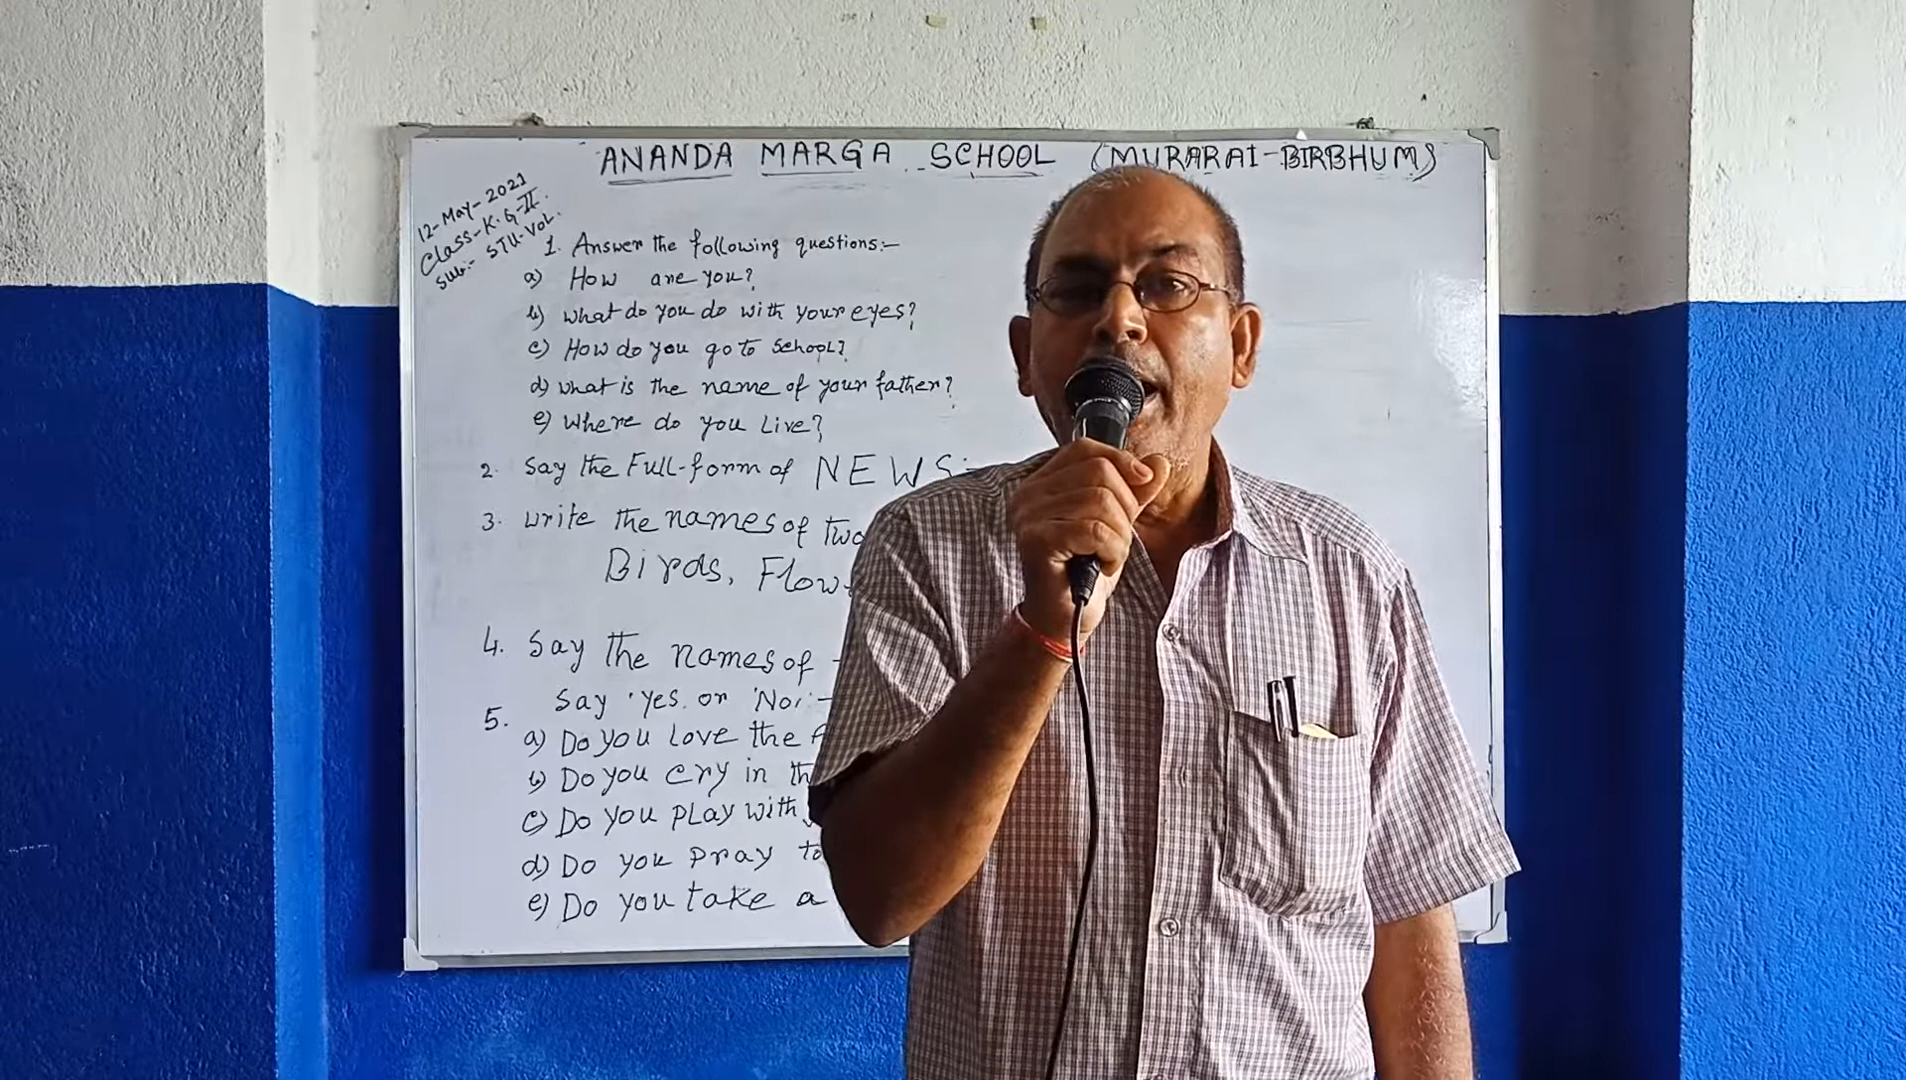 ANANDA MARGA SCHOOL (MURARAI-BIRBHUM)
12-May-2021
Class-K.G-II.
Sub:- STU-Vol.
1. Answer the following questions:-
a) How are you?
b) What do you do with your eyes?
c) How do you go to School?
d) what is the name of your father?
e) Where do you Live?
2. Say the Full-form of NEWS:-
3. Write the names of two
Birds, Flow
4. Say the names of
5. Say 'Yes' or 'No':-
a) Do you Love the
b) Do you cry in
c) Do you play with
d) Do you pray to
e) Do you take a